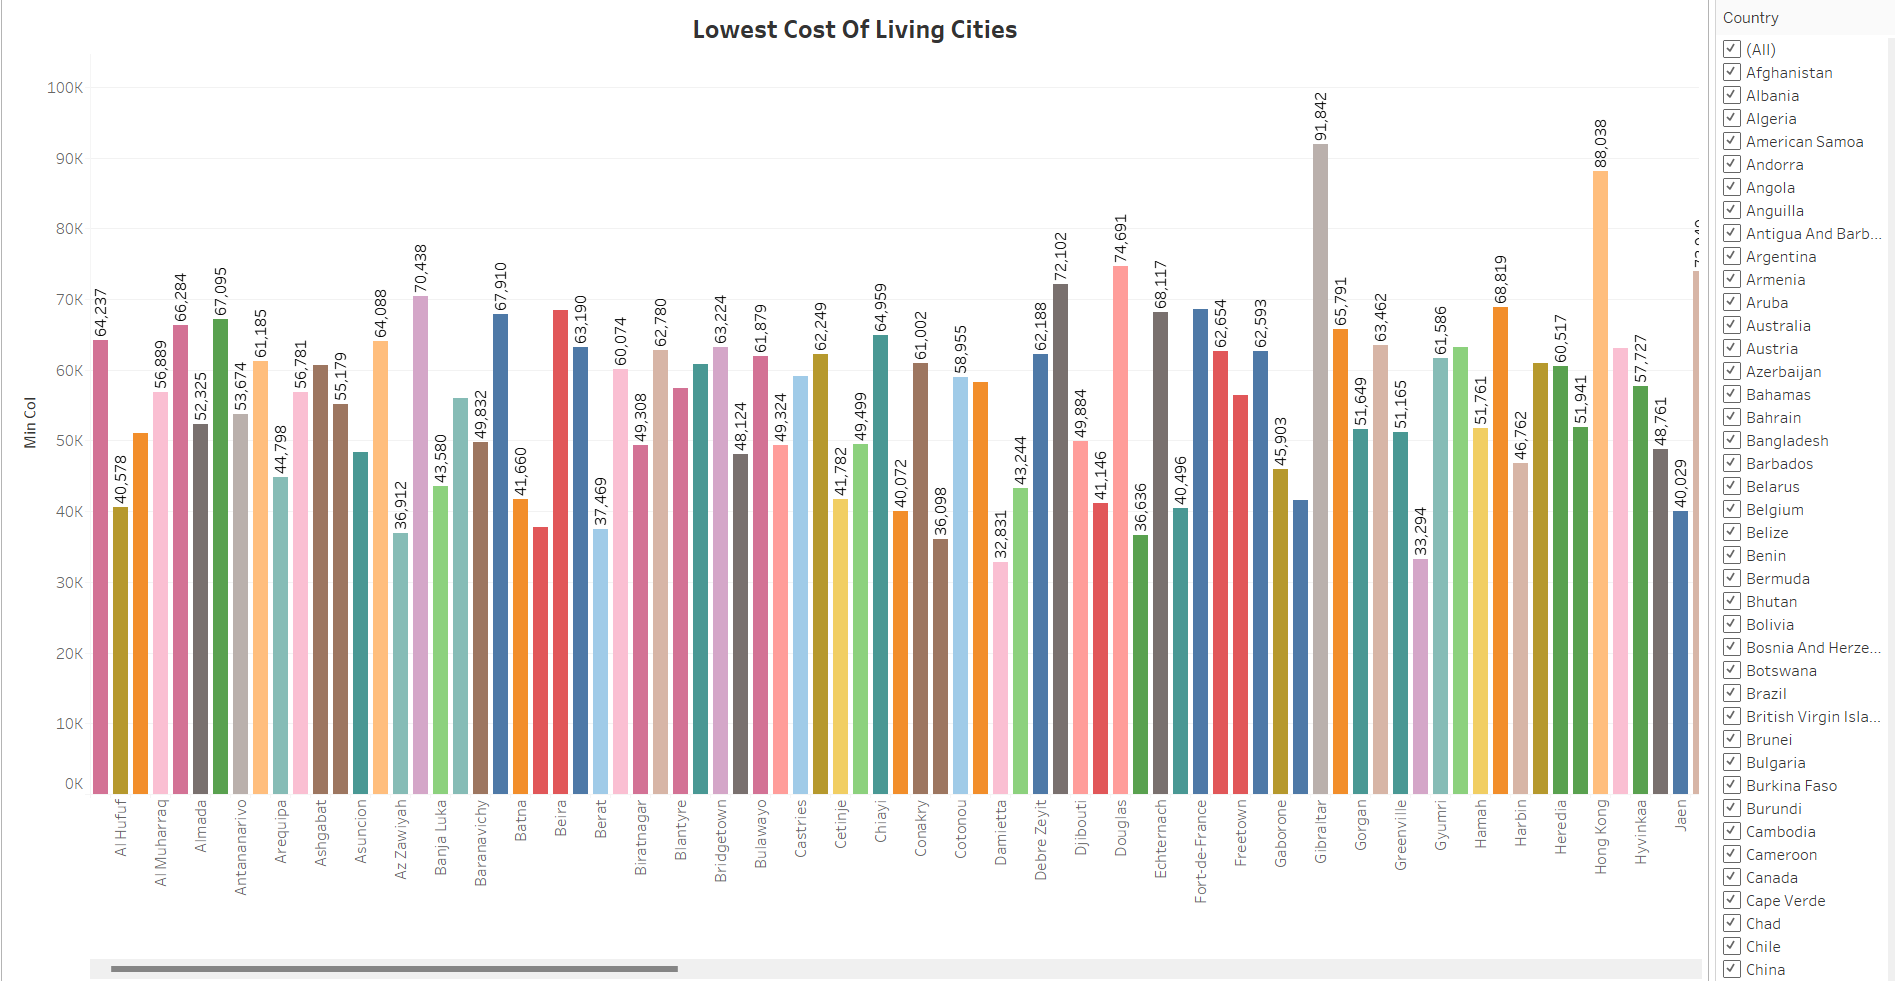 Lowest Cost Of Living Cities
Min Col
100K
90K
80K
70K
60K
50K
40K
30K
20K
10K
0K
64,237
40,578
56,889
66,284
52,325
67,095
53,674
61,185
44,798
56,781
55,179
64,088
36,912
70,438
43,580
49,832
67,910
41,660
63,190
37,469
60,074
49,308
62,780
63,224
48,124
61,879
49,324
62,249
41,782
49,499
64,959
40,072
61,002
36,098
58,955
32,831
43,244
62,188
72,102
49,884
41,146
74,691
36,636
68,117
40,496
62,654
62,593
45,903
91,842
65,791
51,649
63,462
51,165
33,294
61,586
51,761
68,819
46,762
60,517
51,941
88,038
57,727
48,761
40,029
Al Hufuf
Al Muharraq
Almada
Antananarivo
Arequipa
Ashgabat
Asuncion
Az Zawiyah
Banja Luka
Baranavichy
Batna
Beira
Berat
Biratnagar
Blantyre
Bridgetown
Bulawayo
Castries
Cetinje
Chiayi
Conakry
Cotonou
Damietta
Debre Zeyit
Djibouti
Douglas
Echternach
Fort-de-France
Freetown
Gaborone
Gibraltar
Gorgan
Greenville
Gyumri
Hamah
Harbin
Heredia
Hong Kong
Hyvinkaa
Jaen
Country
(All)
Afghanistan
Albania
Algeria
American Samoa
Andorra
Angola
Anguilla
Antigua And Barb...
Argentina
Armenia
Aruba
Australia
Austria
Azerbaijan
Bahamas
Bahrain
Bangladesh
Barbados
Belarus
Belgium
Belize
Benin
Bermuda
Bhutan
Bolivia
Bosnia And Herze...
Botswana
Brazil
British Virgin Isla...
Brunei
Bulgaria
Burkina Faso
Burundi
Cambodia
Cameroon
Canada
Cape Verde
Chad
Chile
China